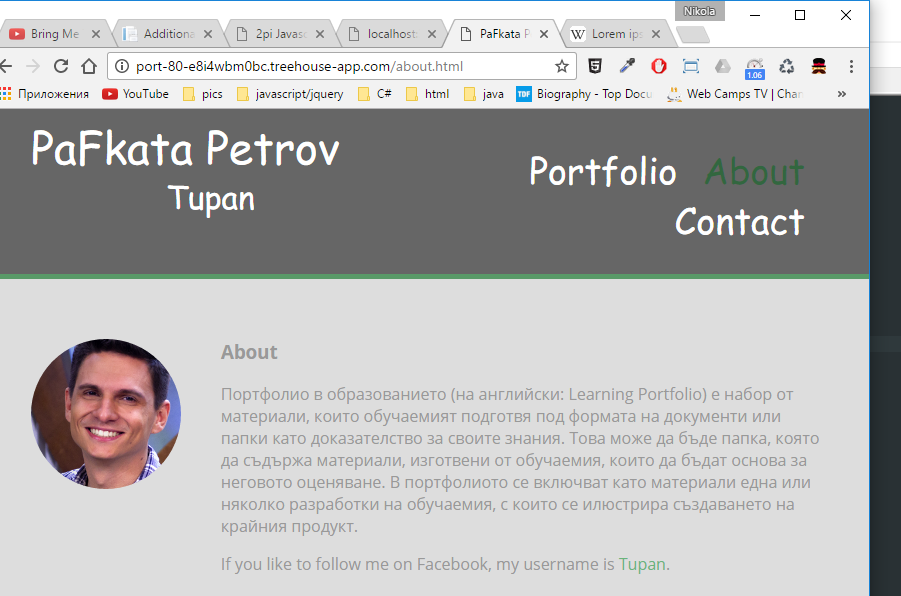 Nikola
Bring Me
Additiona
2pi Javasc
localhost:
PaFkata P
Lorem ips
port-80-e8i4wbm0bc.treehouse-app.com/about.html
1.06
Приложения
YouTube
pics
javascript/jquery
C#
html
java
TDF
Biography - Top Docu
Web Camps TV | Chan
»
PaFkata Petrov
Tupan
Portfolio About
Contact
About
Портфолио в образованието (на английски: Learning Portfolio) е набор от
материали, които обучаемият подготвя под формата на документи или
папки като доказателство за своите знания. Това може да бъде папка, която
да съдържа материали, изготвени от обучаемия, които да бъдат основа за
неговото оценяване. В портфолиото се включват като материали една или
няколко разработки на обучаемия, с които се илюстрира създаването на
крайния продукт.
If you like to follow me on Facebook, my username is Tupan.